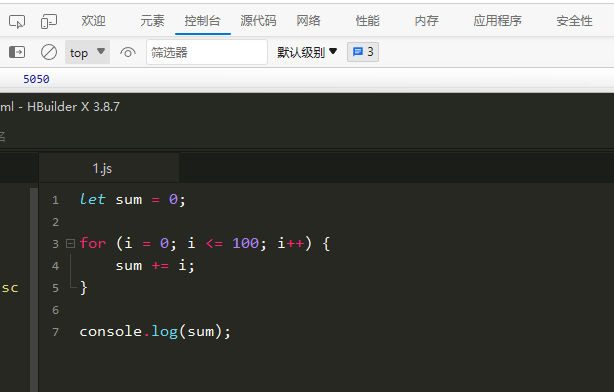 欢迎 元素 控制台 源代码 网络 性能 内存 应用程序 安全性
top 筛选器 默认级别 3
5050
ml - HBuilder X 3.8.7
名
1.js
1 let sum = 0;
2
3 for (i = 0; i <= 100; i++) {
4 sum += i;
sc 5 }
6
7 console.log(sum);